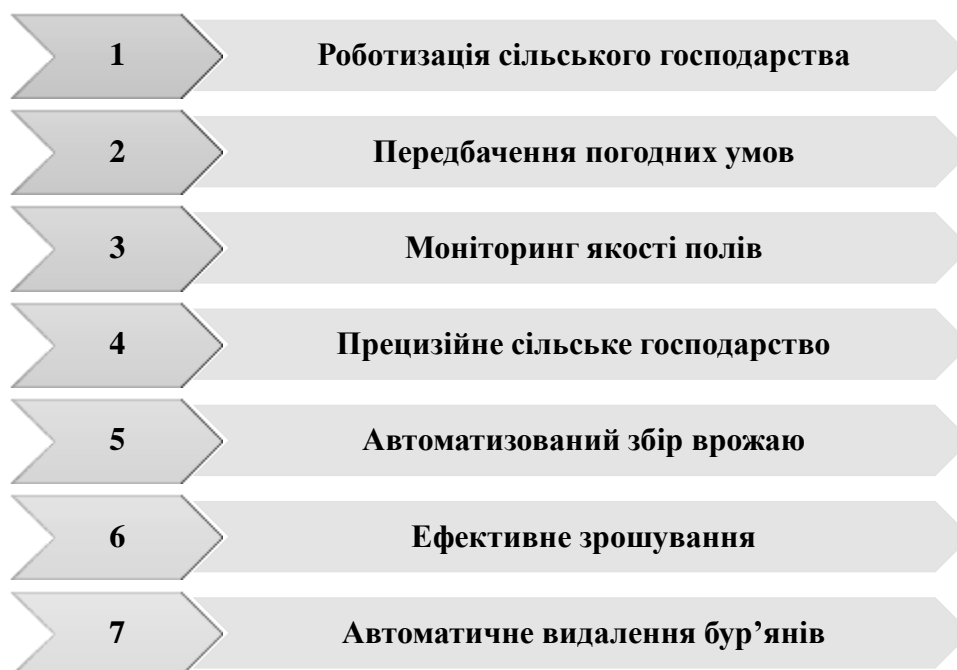 1 Роботизація сільського господарства
2 Передбачення погодних умов
3 Моніторинг якості полів
4 Прецизійне сільське господарство
5 Автоматизований збір врожаю
6 Ефективне зрошування
7 Автоматичне видалення бур’янів